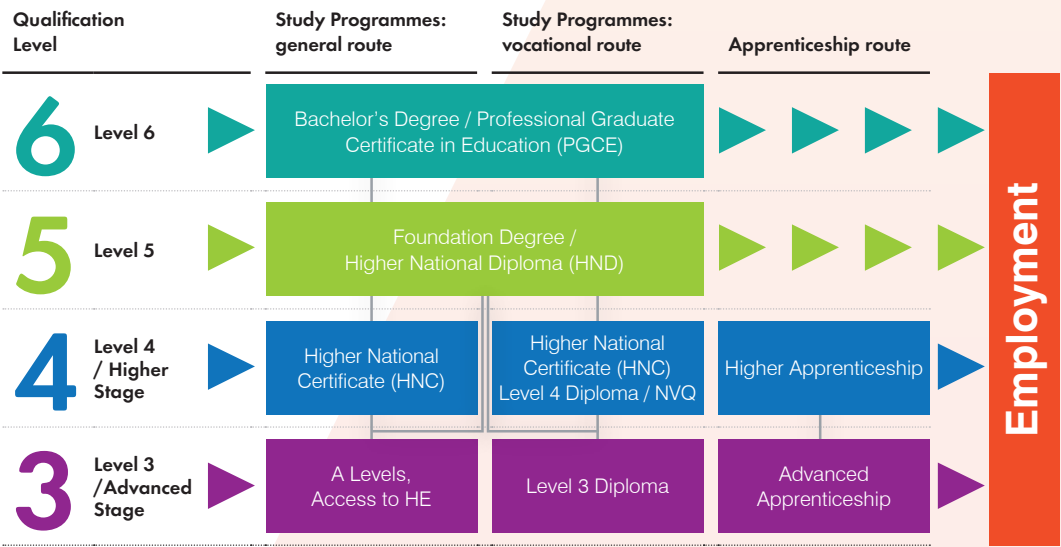 Qualification
Level
Study Programmes:
general route
Study Programmes:
vocational route
Apprenticeship route
6
Level 6
Bachelor's Degree / Professional Graduate
Certificate in Education (PGCE)
5
Level 5
Foundation Degree /
Higher National Diploma (HND)
4
Level 4
/ Higher
Stage
Higher National
Certificate (HNC)
Higher National
Certificate (HNC)
Level 4 Diploma / NVQ
Higher Apprenticeship
3
Level 3
/Advanced
Stage
A Levels,
Access to HE
Level 3 Diploma
Advanced
Apprenticeship
Employment